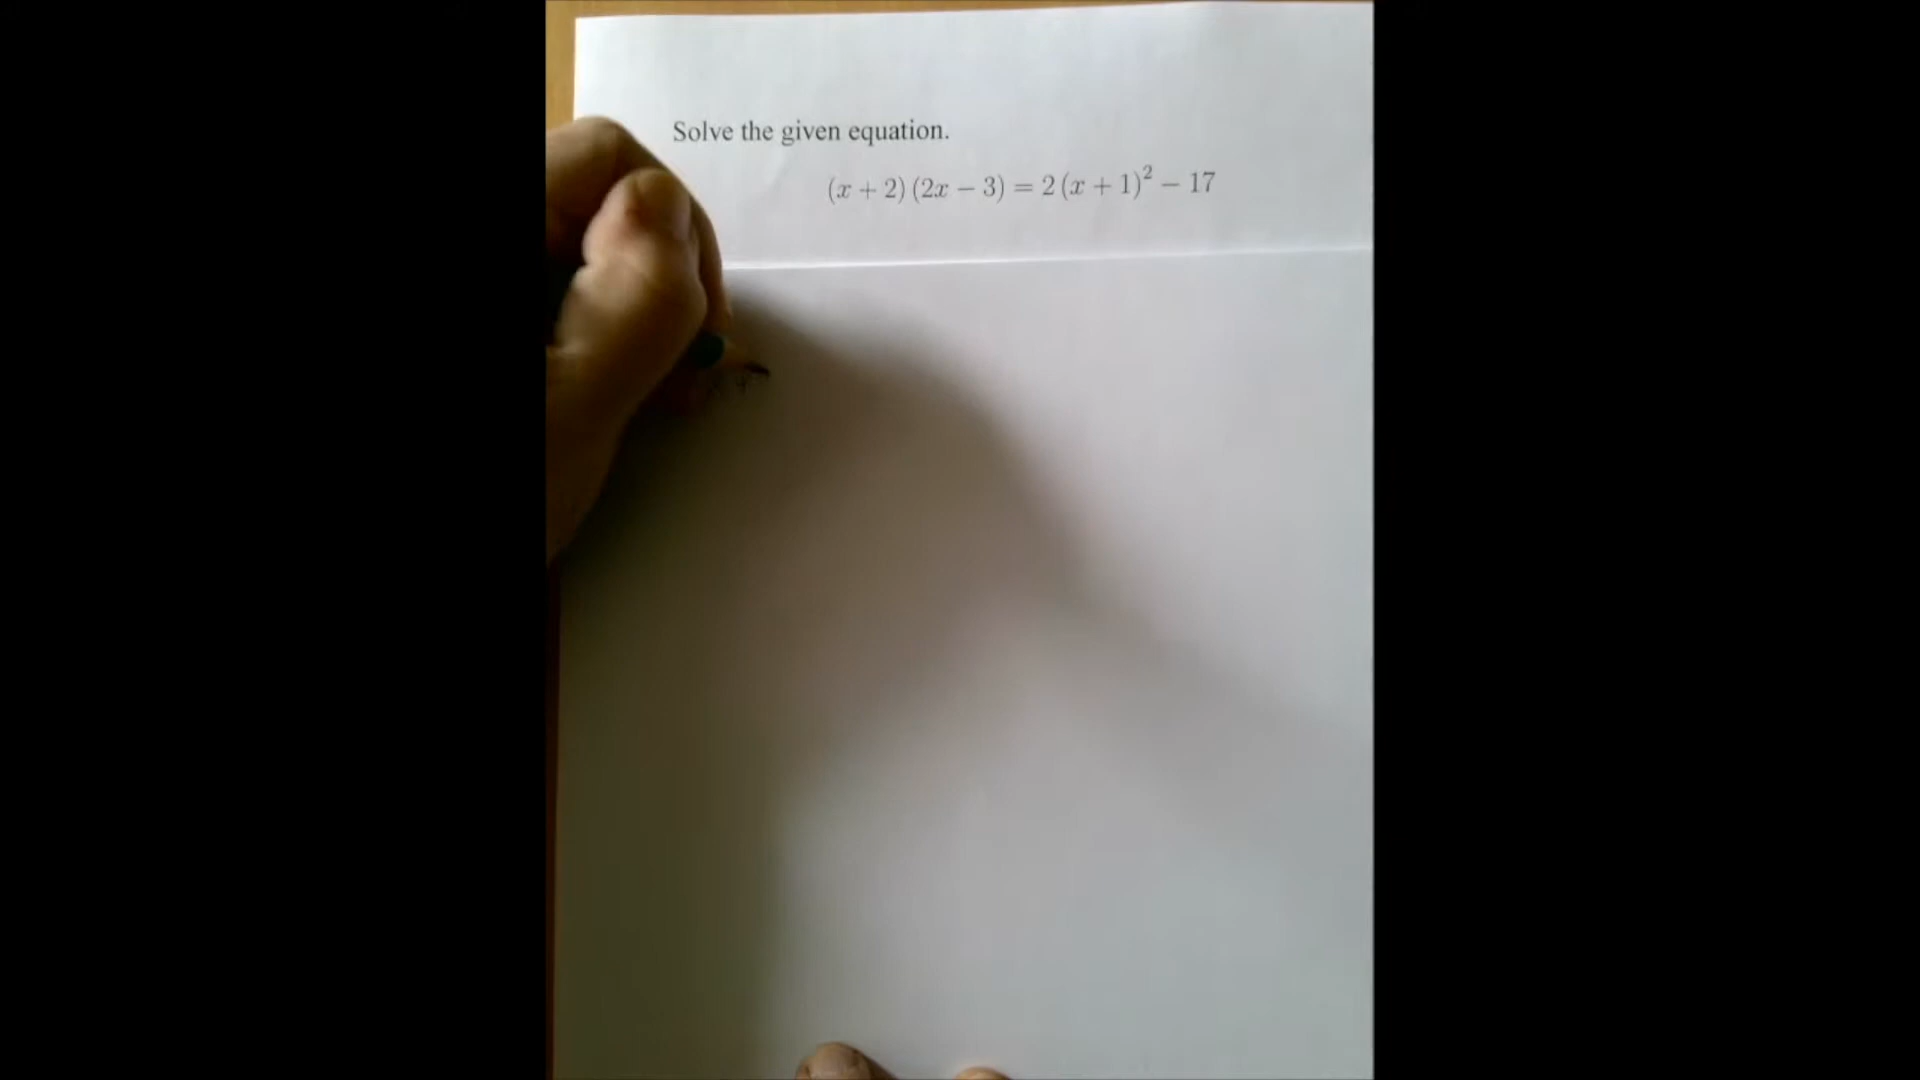 Solve the given equation.
(x + 2) (2x − 3) = 2 (x + 1)² − 17